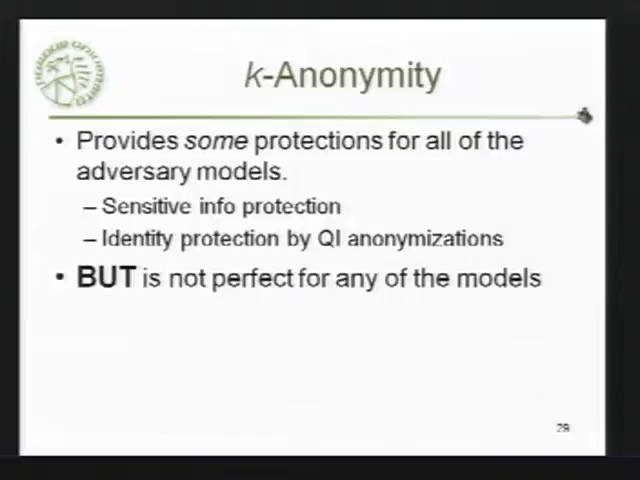 k-Anonymity
• Provides some protections for all of the
adversary models.
– Sensitive info protection
– Identity protection by QI anonymizations
• BUT is not perfect for any of the models
29